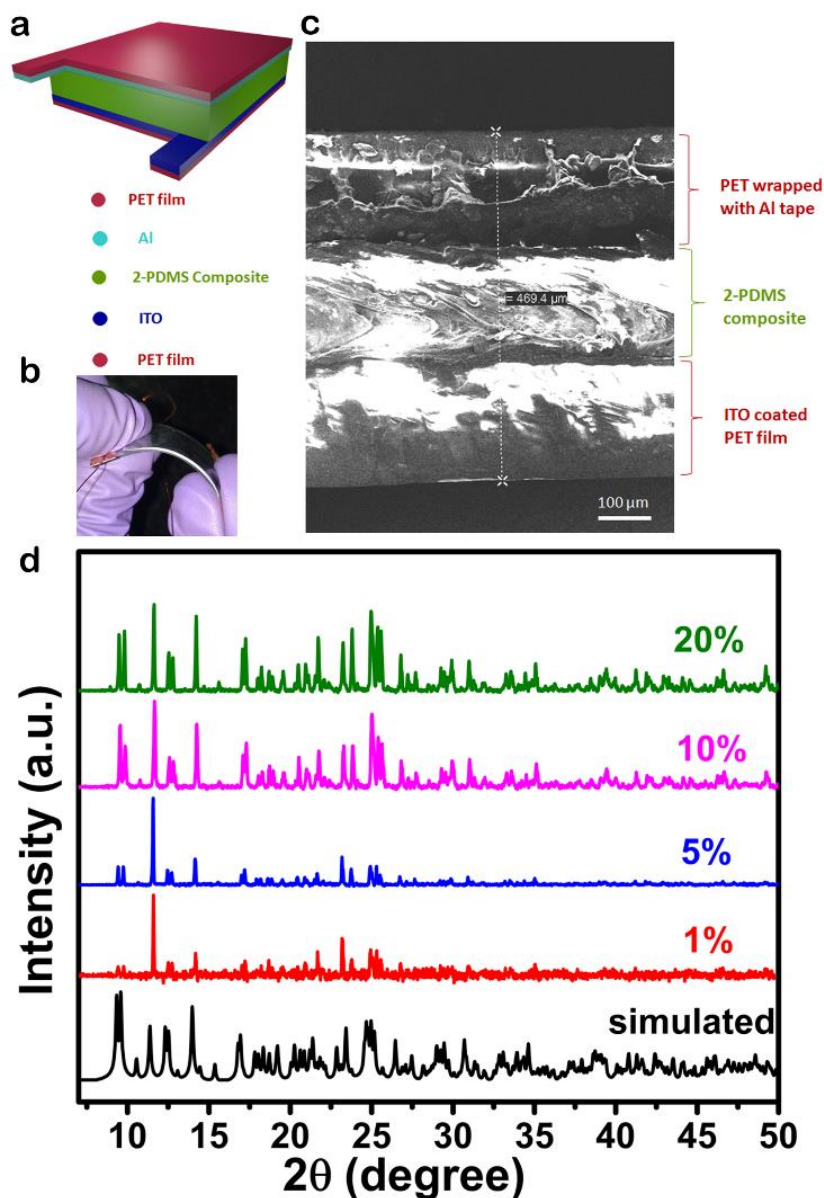 a
PET film
Al
2-PDMS Composite
ITO
PET film
b
c
= 469.4 µm
PET wrapped
with Al tape
2-PDMS
composite
ITO coated
PET film
100 µm
d
Intensity (a.u.)
20%
10%
5%
1%
simulated
10 15 20 25 30 35 40 45 50
2θ (degree)